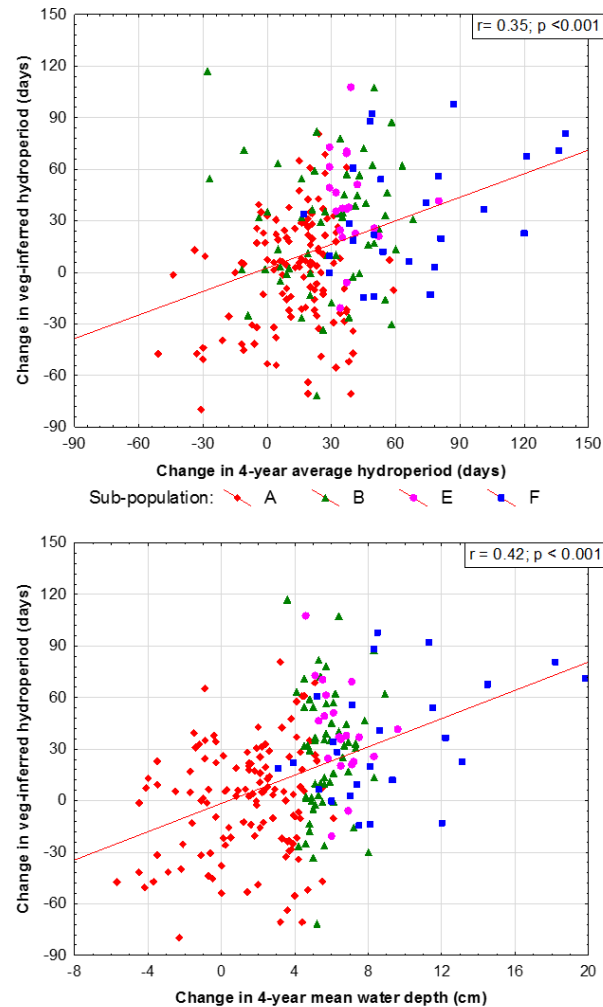 r= 0.35; p <0.001
150
120
90
60
30
0
-30
-60
-90
Change in veg-inferred hydroperiod (days)
-90 -60 -30 0 30 60 90 120 150
Change in 4-year average hydroperiod (days)
Sub-population: A B E F
r = 0.42; p < 0.001
150
120
90
60
30
0
-30
-60
-90
Change in veg-inferred hydroperiod (days)
-8 -4 0 4 8 12 16 20
Change in 4-year mean water depth (cm)